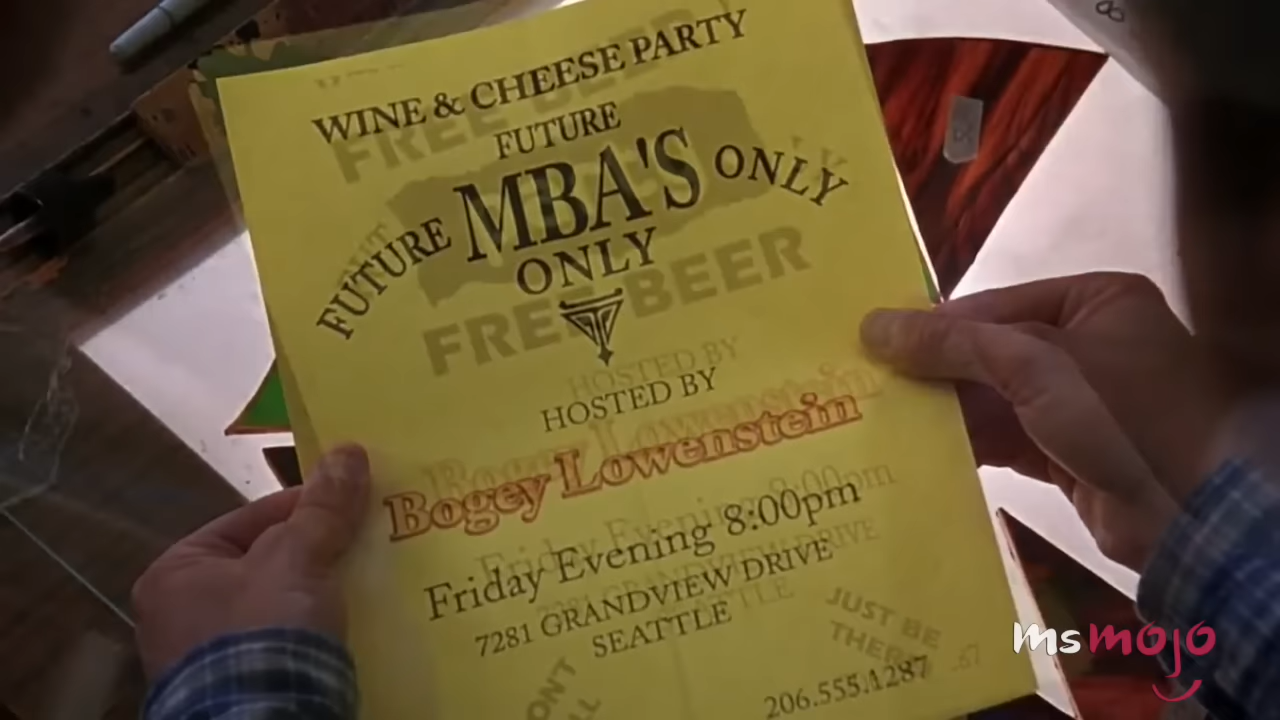 WINE & CHEESE PARTY
FREE BEER
FUTURE
FUTURE MBA'S ONLY
ONLY
FREE BEER
HOSTED BY
HOSTED BY
Bogey Lowenstein
Bogey Lowenstein
Friday Evening 8:00pm
Friday Evening 8:00pm
7281 GRANDVIEW DRIVE
SEATTLE
JUST BE
THERE
206.555.1287
msmojo